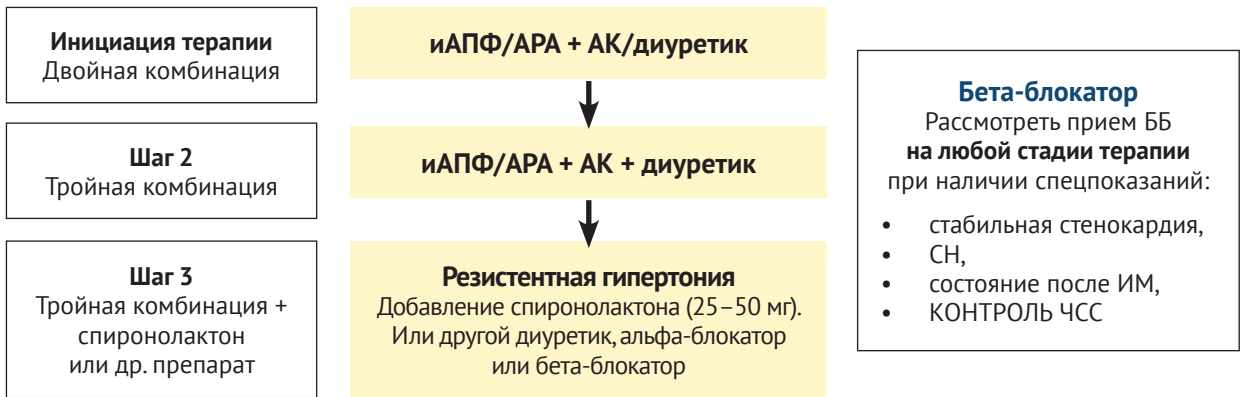 Инициация терапии
Двойная комбинация
иАПФ/АРА + АК/диуретик
Шаг 2
Тройная комбинация
иАПФ/АРА + АК + диуретик
Шаг 3
Тройная комбинация +
спиронолактон
или др. препарат
Резистентная гипертония
Добавление спиронолактона (25–50 мг).
Или другой диуретик, альфа-блокатор
или бета-блокатор
Бета-блокатор
Рассмотреть прием ББ
на любой стадии терапии
при наличии спецпоказаний:
• стабильная стенокардия,
• СН,
• состояние после ИМ,
• КОНТРОЛЬ ЧСС